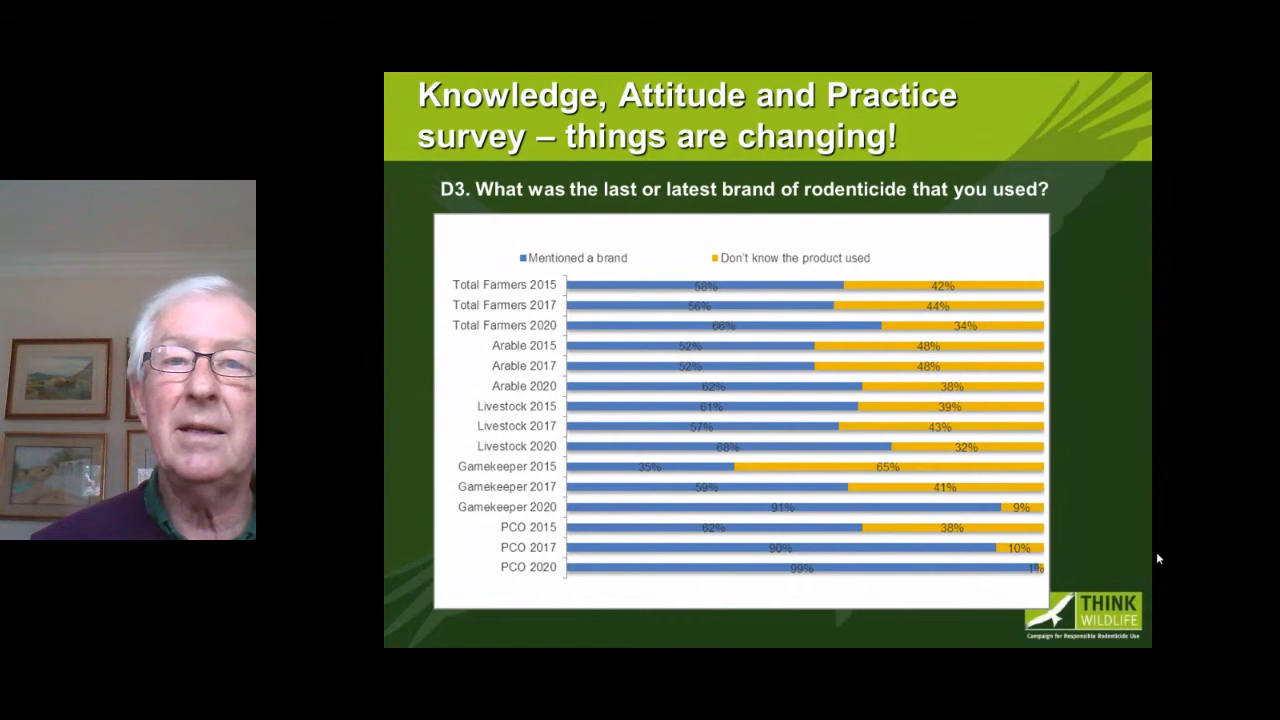 Knowledge, Attitude and Practice
survey – things are changing!
D3. What was the last or latest brand of rodenticide that you used?
Mentioned a brand Don't know the product used
Total Farmers 2015 58% 42%
Total Farmers 2017 56% 44%
Total Farmers 2020 66% 34%
Arable 2015 52% 48%
Arable 2017 52% 48%
Arable 2020 62% 38%
Livestock 2015 61% 39%
Livestock 2017 57% 43%
Livestock 2020 68% 32%
Gamekeeper 2015 35% 65%
Gamekeeper 2017 59% 41%
Gamekeeper 2020 91% 9%
PCO 2015 62% 38%
PCO 2017 90% 10%
PCO 2020 99% 1%
THINK
WILDLIFE
Campaign for Responsible Rodenticide Use